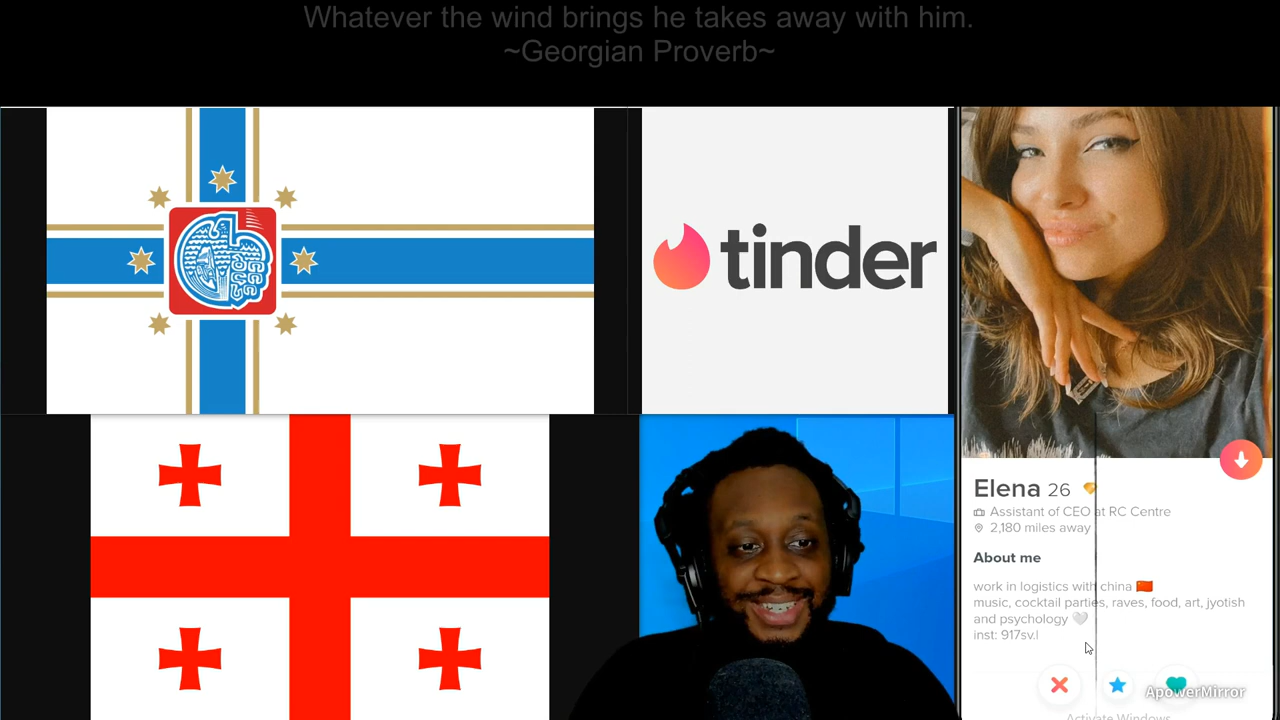 Whatever the wind brings he takes away with him.
~Georgian Proverb~
tinder
Elena 26
Assistant of CEO at RC Centre
2,180 miles away
About me
work in logistics with china 🇨🇳
music, cocktail parties, raves, food, art, jyotish
and psychology 🤍
inst: 917sv.l
ApowerMirror
Activate Windows